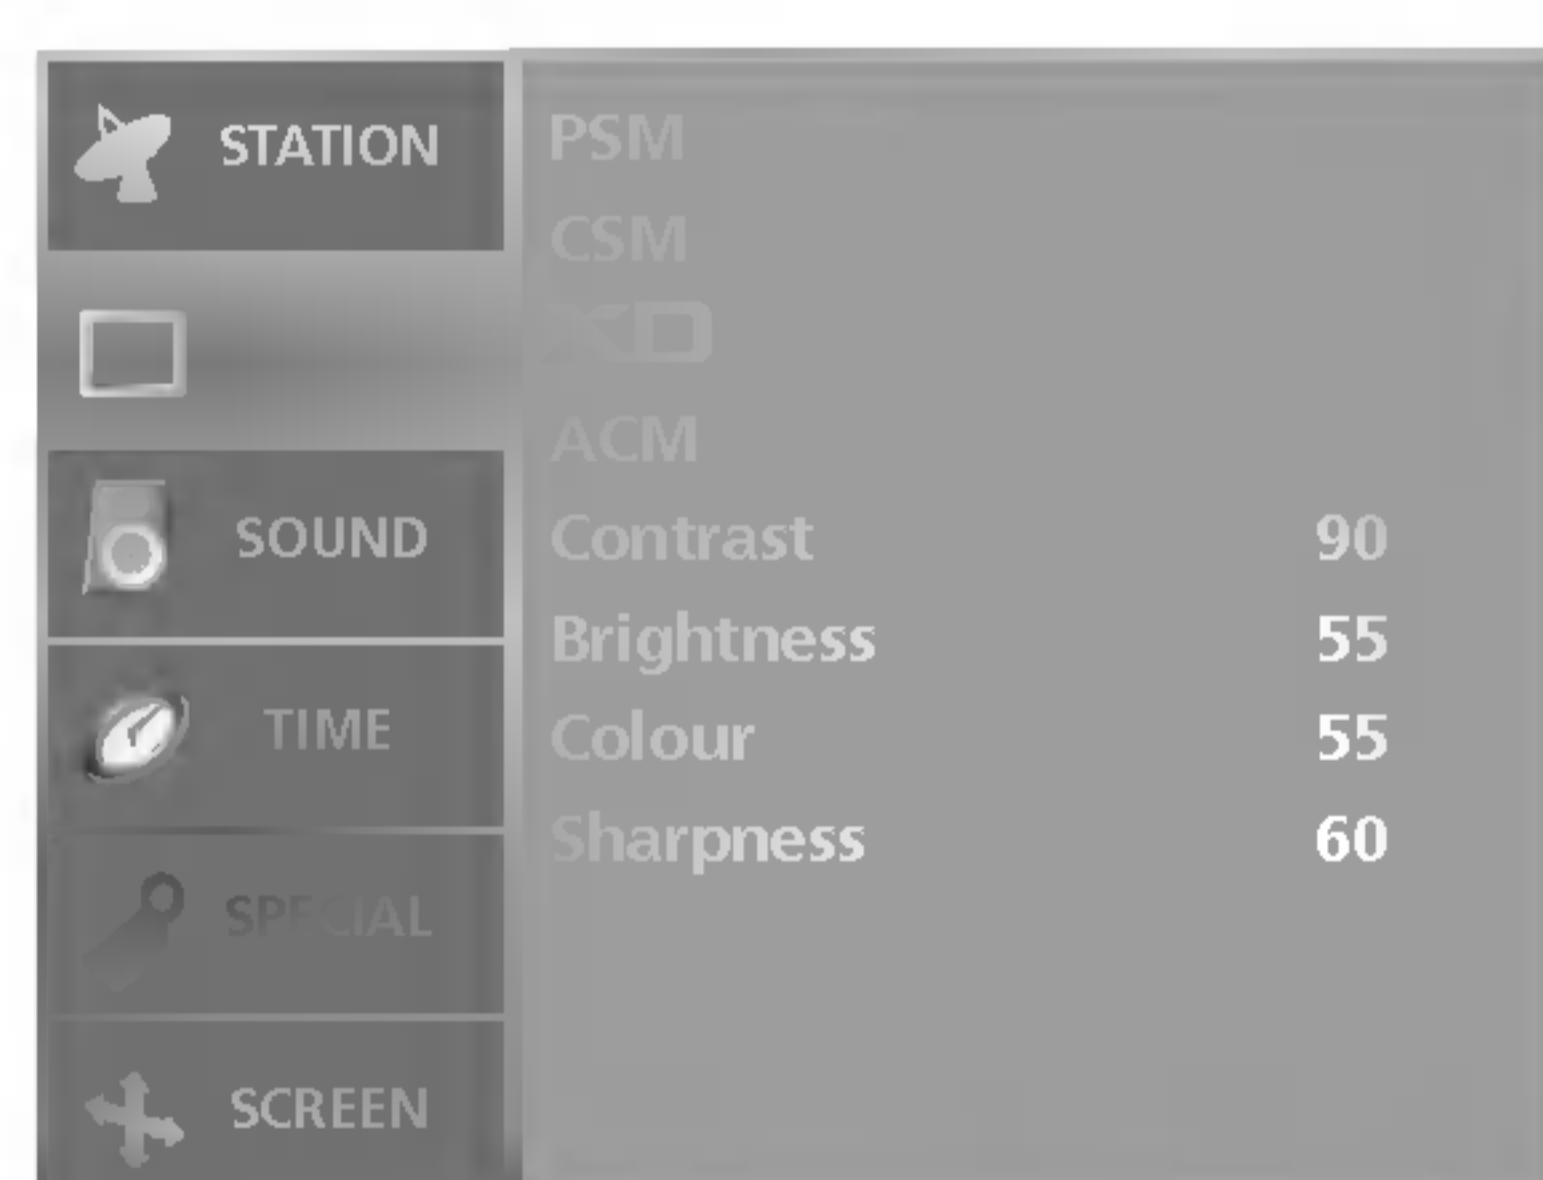 STATION
SOUND
TIME
SPECIAL
SCREEN
PSM
CSM
XD
ACM
Contrast 90
Brightness 55
Colour 55
Sharpness 60